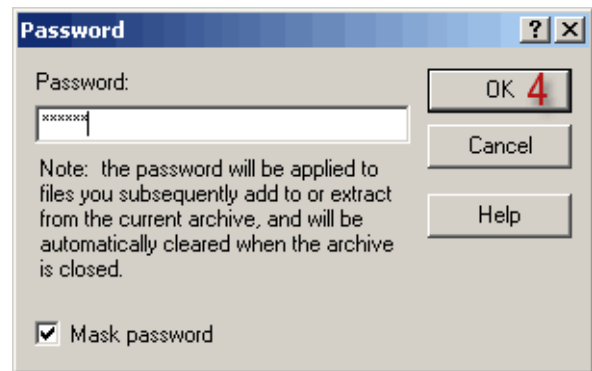 Password
Password:
OK 4
xxxxxx
Cancel
Note: the password will be applied to
files you subsequently add to or extract
from the current archive, and will be
automatically cleared when the archive
is closed.
Help
Mask password